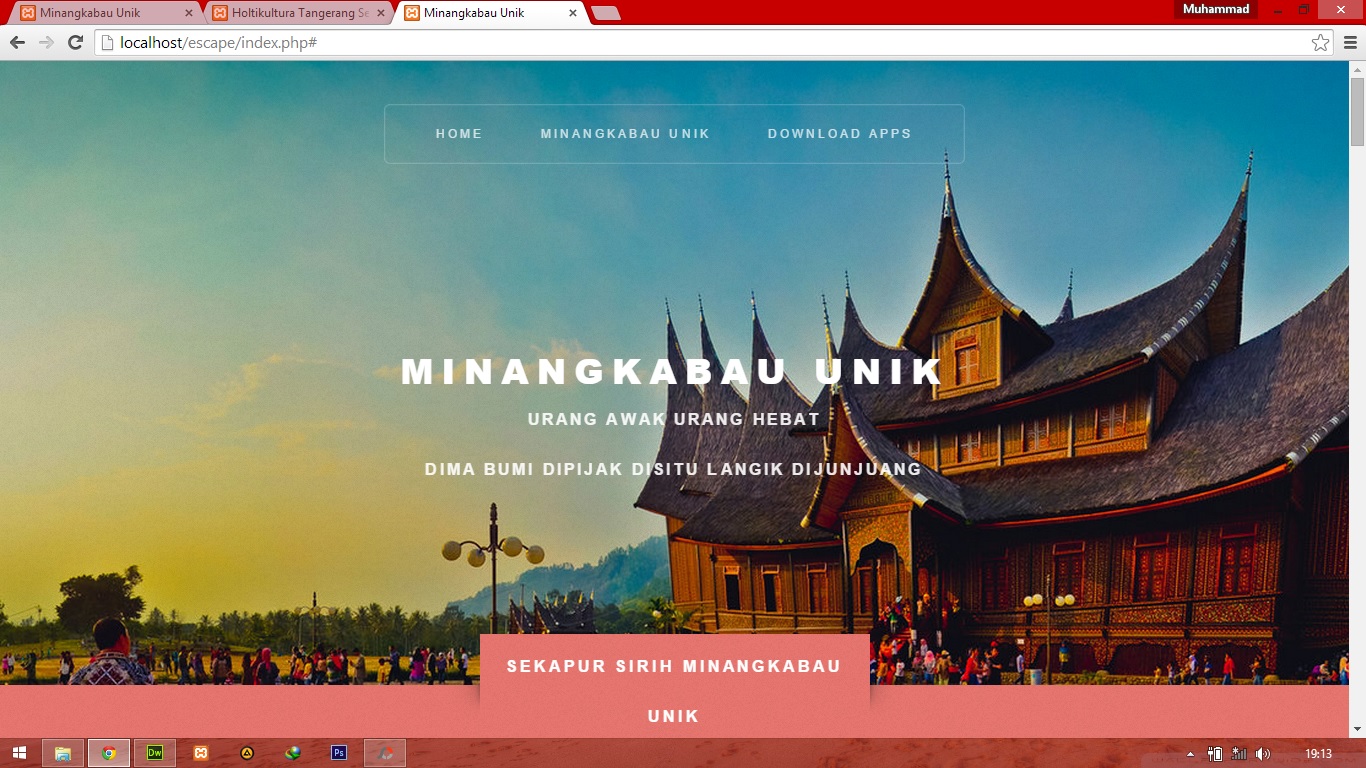 Minangkabau Unik
Holtikultura Tangerang Se
Minangkabau Unik
Muhammad
localhost/escape/index.php#
HOME
MINANGKABAU UNIK
DOWNLOAD APPS
MINANGKABAU UNIK
URANG AWAK URANG HEBAT
DIMA BUMI DIPIJAK DISITU LANGIK DIJUNJUANG
SEKAPUR SIRIH MINANGKABAU
UNIK
Dw
Ps
19:13